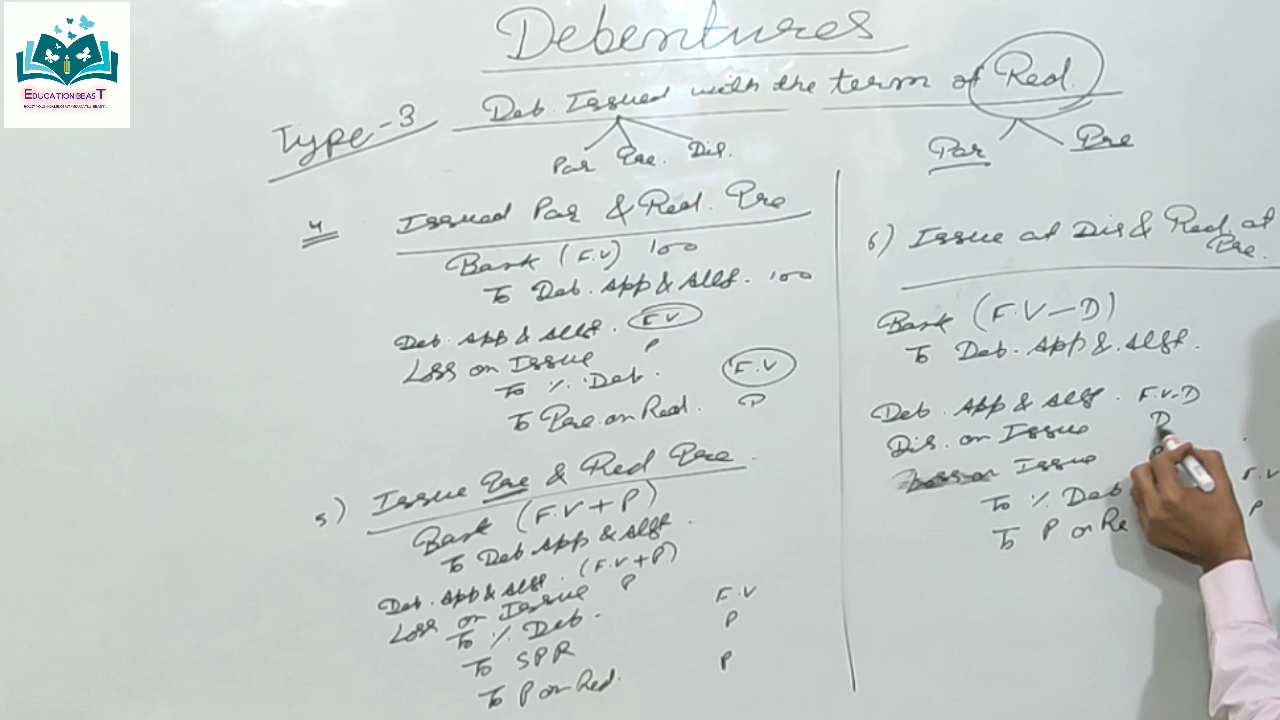 EDUCATION BEAST
Debentures
Type-3 Deb. Issued with the term of Red.
Par Pre. Dis.
Par Pre
4 Issued Par & Red. Pre
Bank (F.V) 100
To Deb. App & Allt. 100
Deb. App & Allt. F.V
Loss on Issue P
To % Deb. F.V
To Pre on Red. P
5) Issue Pre & Red Pre.
Bank (F.V + P)
To Deb App & Allt.
Deb. App & Allt. (F.V + P)
Loss on Issue P
To % Deb. F.V
To SPR P
To P on Red. P
6) Issue at Dis & Red. at Pre.
Bank (F.V - D)
To Deb. App & Allt.
Deb. App & Allt. F.V-D
Dis. on Issue D
Loss on Issue P
To % Deb F.V
To P on Re P